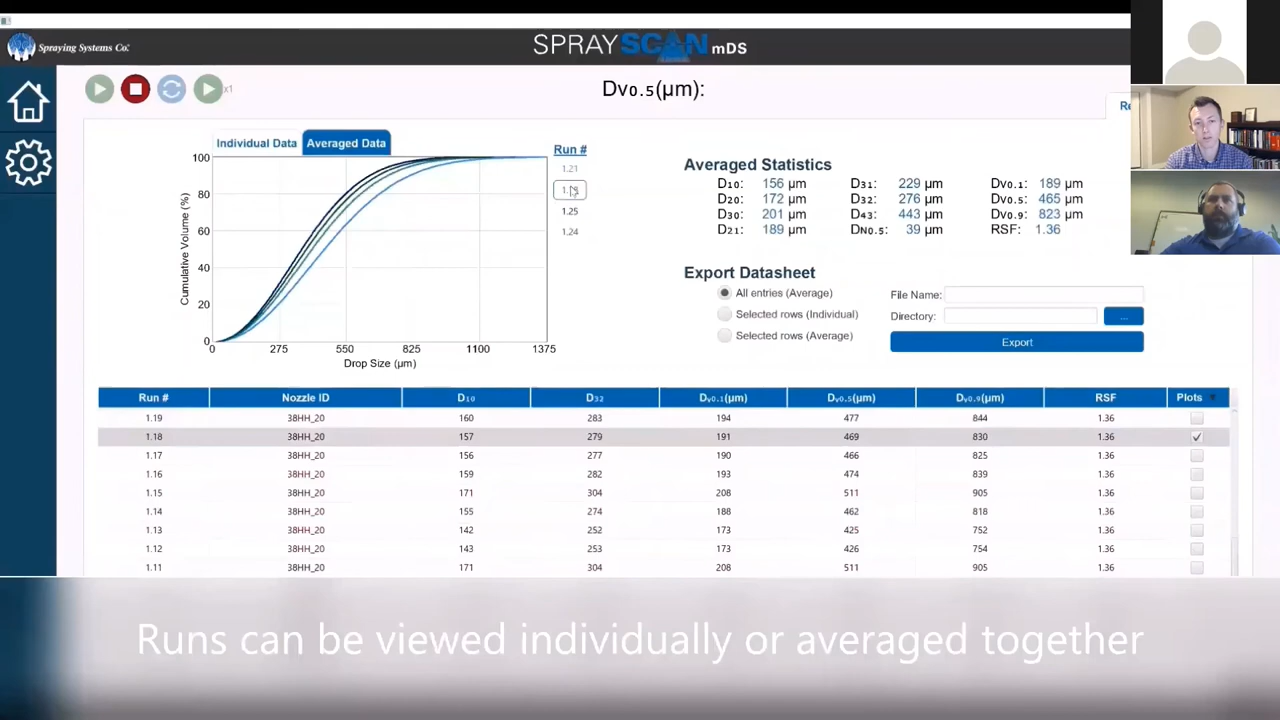 Spraying Systems Co.
SPRAYSCAN mDS
x1
Dv₀.₅(µm):
Re
Individual Data
Averaged Data
Run #
1.21
1.25
1.24
100
80
60
40
20
0
Cumulative Volume (%)
0 275 550 825 1100 1375
Drop Size (µm)
Averaged Statistics
D₁₀: 156 µm D₃₁: 229 µm Dv₀.₁: 189 µm
D₂₀: 172 µm D₃₂: 276 µm Dv₀.₅: 465 µm
D₃₀: 201 µm D₄₃: 443 µm Dv₀.₉: 823 µm
D₂₁: 189 µm DN₀.₅: 39 µm RSF: 1.36
Export Datasheet
All entries (Average)
Selected rows (Individual)
Selected rows (Average)
File Name:
Directory: ...
Export
Run # Nozzle ID D₁₀ D₃₂ Dv₀.₁(µm) Dv₀.₅(µm) Dv₀.₉(µm) RSF Plots
1.19 38HH_20 160 283 194 477 844 1.36
1.18 38HH_20 157 279 191 469 830 1.36
1.17 38HH_20 156 277 190 466 825 1.36
1.16 38HH_20 159 282 193 474 839 1.36
1.15 38HH_20 171 304 208 511 905 1.36
1.14 38HH_20 155 274 188 462 818 1.36
1.13 38HH_20 142 252 173 425 752 1.36
1.12 38HH_20 143 253 173 426 754 1.36
1.11 38HH_20 171 304 208 511 905 1.36
Runs can be viewed individually or averaged together